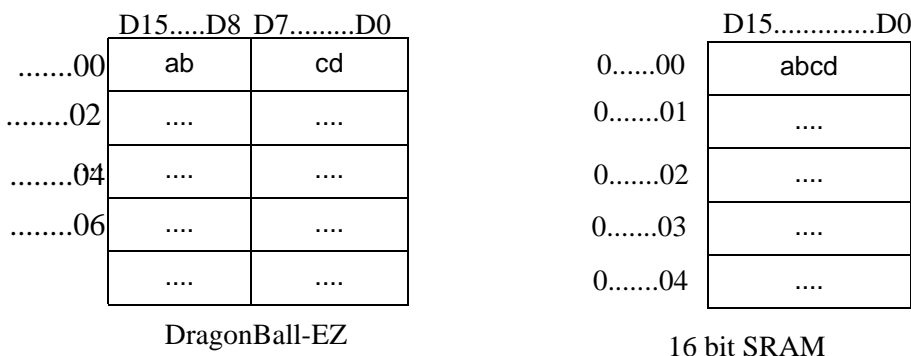 D15.....D8 D7.........D0
.......00 ab cd
........02 .... ....
........04 .... ....
........06 .... ....
.... ....
DragonBall-EZ
D15..............D0
0......00 abcd
0.......01 ....
0.......02 ....
0.......03 ....
0.......04 ....
16 bit SRAM